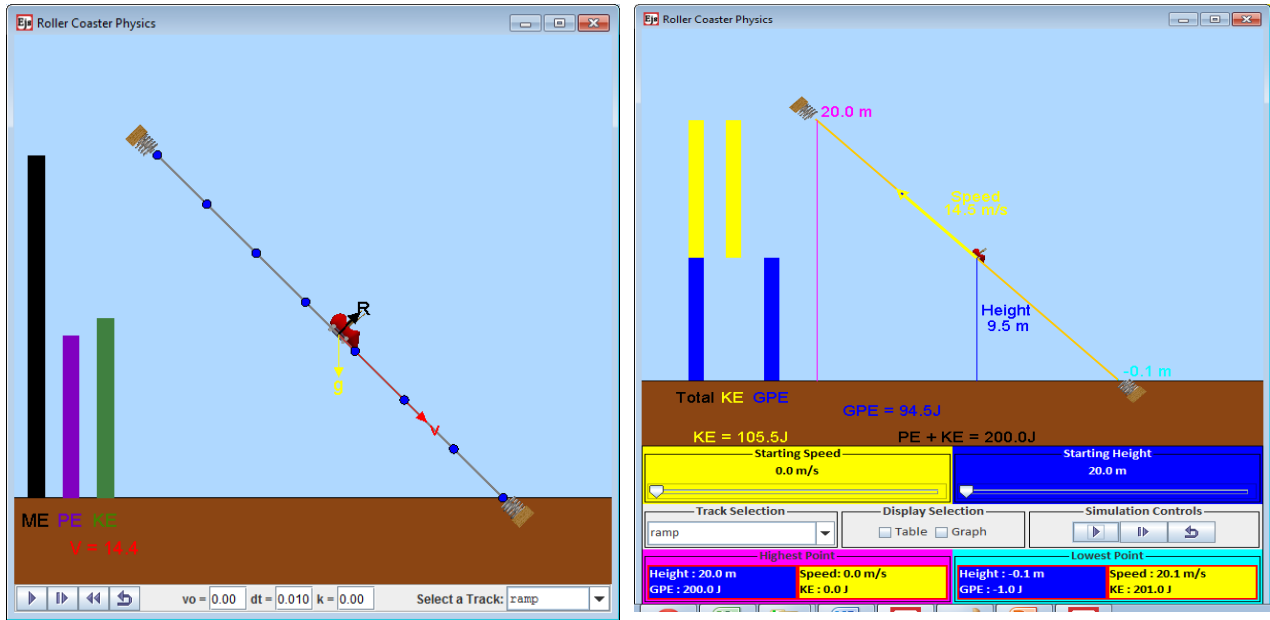 Roller Coaster Physics
R
g
v
ME PE KE
V = 14.4
vo = 0.00 dt = 0.010 k = 0.00 Select a Track: ramp
Roller Coaster Physics
20.0 m
Speed
14.5 m/s
Height
9.5 m
-0.1 m
Total KE GPE
GPE = 94.5J
KE = 105.5J PE + KE = 200.0J
Starting Speed
0.0 m/s
Starting Height
20.0 m
Track Selection
ramp
Display Selection
Table Graph
Simulation Controls
Highest Point
Height : 20.0 m Speed: 0.0 m/s
GPE : 200.0 J KE : 0.0 J
Lowest Point
Height : -0.1 m Speed : 20.1 m/s
GPE : -1.0 J KE : 201.0 J